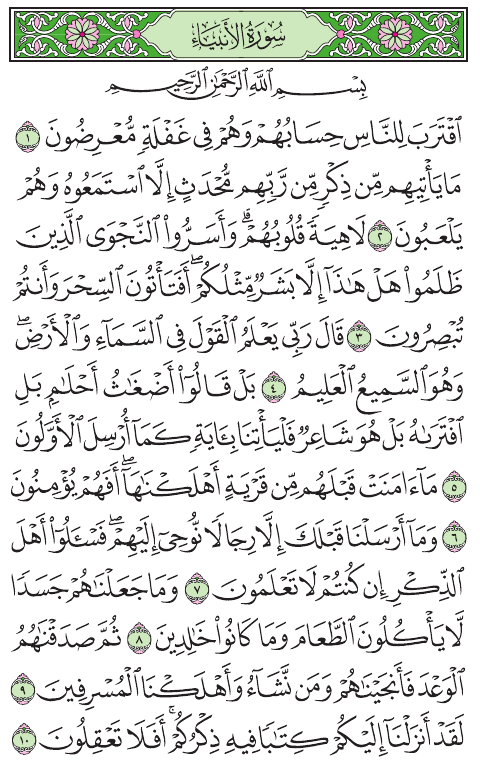 سُورَةُ الأَنبِيَاءِ
بِسْمِ اللَّهِ الرَّحْمَٰنِ الرَّحِيمِ
ٱقْتَرَبَ لِلنَّاسِ حِسَابُهُمْ وَهُمْ فِى غَفْلَةٍ مُّعْرِضُونَ ١
مَا يَأْتِيهِم مِّن ذِكْرٍ مِّن رَّبِّهِم مُّحْدَثٍ إِلَّا ٱسْتَمَعُوهُ وَهُمْ
يَلْعَبُونَ ٢ لَاهِيَةً قُلُوبُهُمْ ۗ وَأَسَرُّوا۟ ٱلنَّجْوَى ٱلَّذِينَ
ظَلَمُوا۟ هَلْ هَـٰذَآ إِلَّا بَشَرٌ مِّثْلُكُمْ ۖ أَفَتَأْتُونَ ٱلسِّحْرَ وَأَنتُمْ
تُبْصِرُونَ ٣ قَالَ رَبِّى يَعْلَمُ ٱلْقَوْلَ فِى ٱلسَّمَآءِ وَٱلْأَرْضِ ۖ
وَهُوَ ٱلسَّمِيعُ ٱلْعَلِيمُ ٤ بَلْ قَالُوٓا۟ أَضْغَـٰثُ أَحْلَـٰمٍۭ بَلِ
ٱفْتَرَىٰهُ بَلْ هُوَ شَاعِرٌ فَلْيَأْتِنَا بِـَٔايَةٍ كَمَآ أُرْسِلَ ٱلْأَوَّلُونَ
٥ مَآ ءَامَنَتْ قَبْلَهُم مِّن قَرْيَةٍ أَهْلَكْنَـٰهَآ ۖ أَفَهُمْ يُؤْمِنُونَ
٦ وَمَآ أَرْسَلْنَا قَبْلَكَ إِلَّا رِجَالًا نُّوحِىٓ إِلَيْهِمْ ۖ فَسْـَٔلُوٓا۟ أَهْلَ
ٱلذِّكْرِ إِن كُنتُمْ لَا تَعْلَمُونَ ٧ وَمَا جَعَلْنَـٰهُمْ جَسَدًا
لَّا يَأْكُلُونَ ٱلطَّعَامَ وَمَا كَانُوا۟ خَـٰلِدِينَ ٨ ثُمَّ صَدَقْنَـٰهُمُ
ٱلْوَعْدَ فَأَنجَيْنَـٰهُمْ وَمَن نَّشَآءُ وَأَهْلَكْنَا ٱلْمُسْرِفِينَ ٩
لَقَدْ أَنزَلْنَآ إِلَيْكُمْ كِتَـٰبًا فِيهِ ذِكْرُكُمْ ۖ أَفَلَا تَعْقِلُونَ ١٠